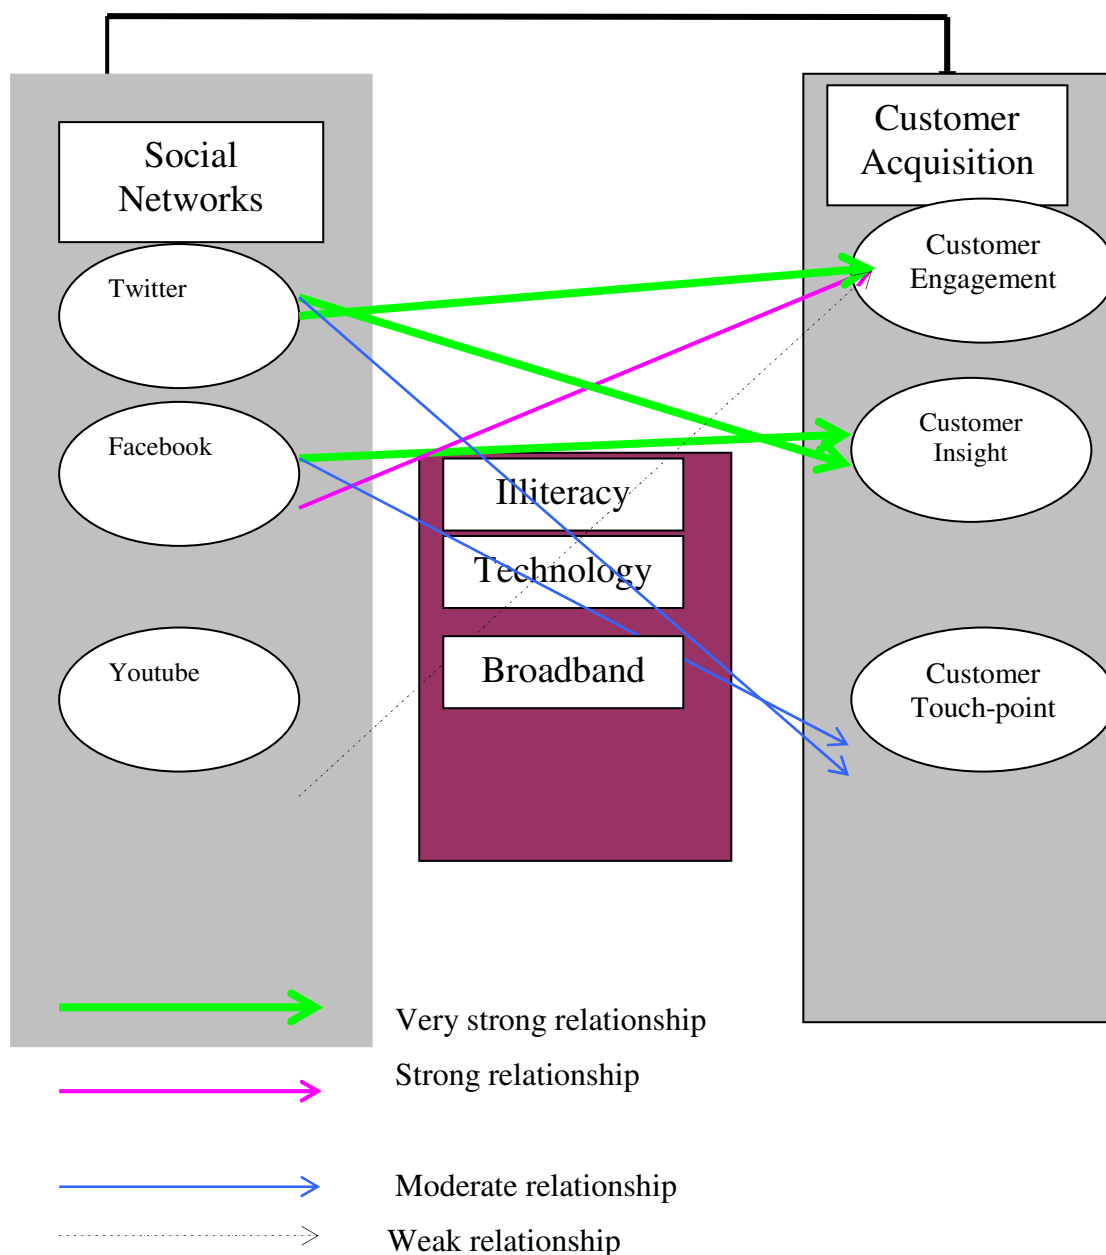 Social
Networks
Twitter
Facebook
Youtube
Illiteracy
Technology
Broadband
Customer
Acquisition
Customer
Engagement
Customer
Insight
Customer
Touch-point
Very strong relationship
Strong relationship
Moderate relationship
Weak relationship